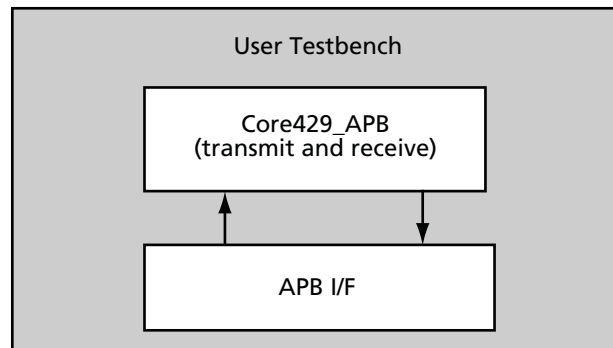 User Testbench
Core429_APB
(transmit and receive)
APB I/F